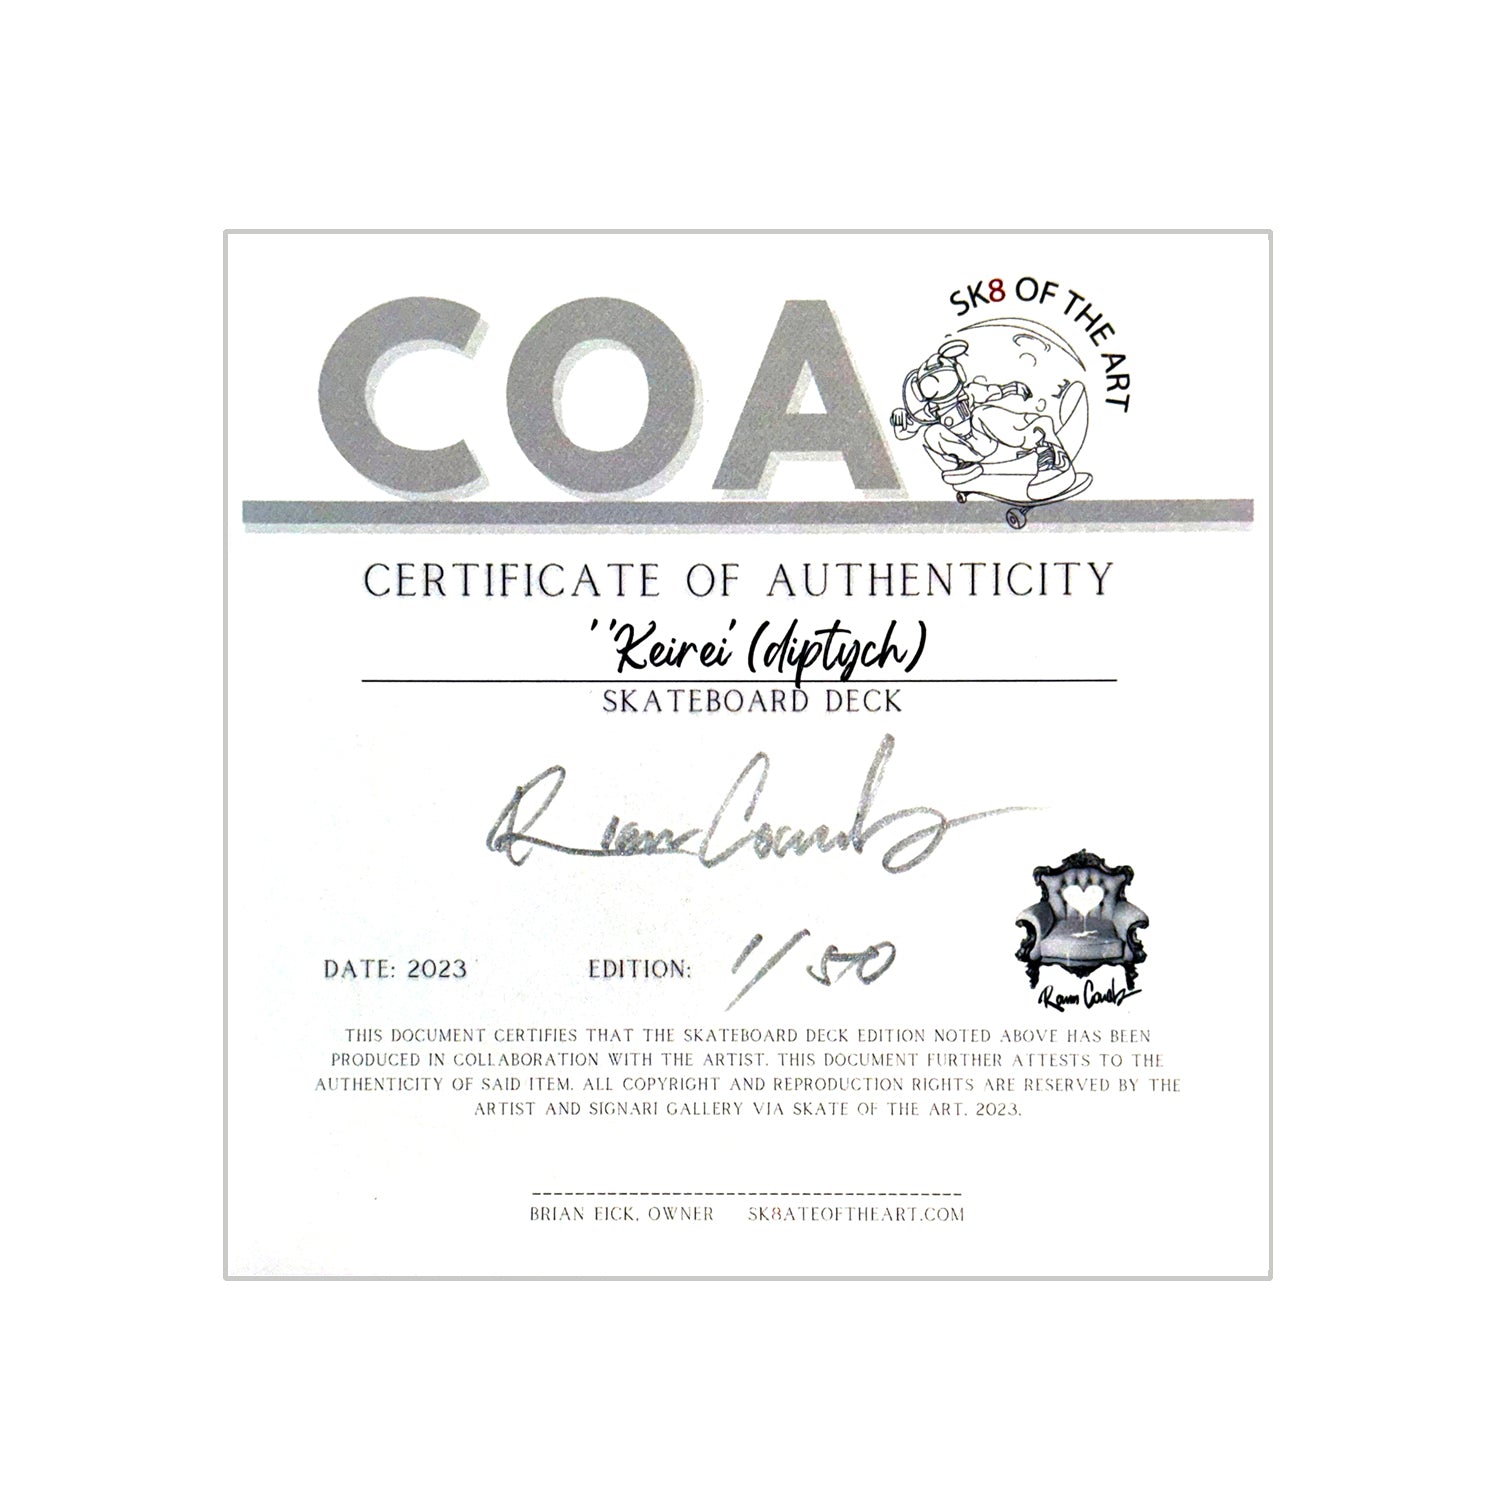 COA
SK8 OF THE ART
CERTIFICATE OF AUTHENTICITY
''Keirei' (diptych)
SKATEBOARD DECK
DATE: 2023 EDITION: 11/50
THIS DOCUMENT CERTIFIES THAT THE SKATEBOARD DECK EDITION NOTED ABOVE HAS BEEN
PRODUCED IN COLLABORATION WITH THE ARTIST. THIS DOCUMENT FURTHER ATTESTS TO THE
AUTHENTICITY OF SAID ITEM. ALL COPYRIGHT AND REPRODUCTION RIGHTS ARE RESERVED BY THE
ARTIST AND SIGNARI GALLERY VIA SKATE OF THE ART. 2023.
BRIAN EICK, OWNER SK8ATEOFTHEART.COM